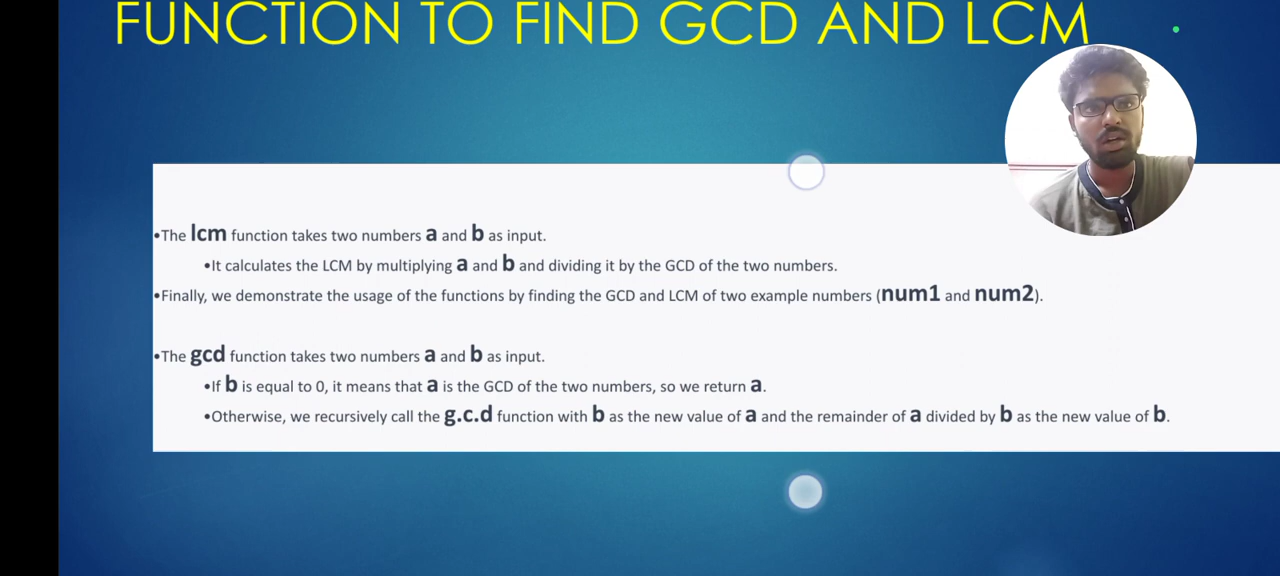 FUNCTION TO FIND GCD AND LCM
•The lcm function takes two numbers a and b as input.
•It calculates the LCM by multiplying a and b and dividing it by the GCD of the two numbers.
•Finally, we demonstrate the usage of the functions by finding the GCD and LCM of two example numbers (num1 and num2).
•The gcd function takes two numbers a and b as input.
•If b is equal to 0, it means that a is the GCD of the two numbers, so we return a.
•Otherwise, we recursively call the g.c.d function with b as the new value of a and the remainder of a divided by b as the new value of b.